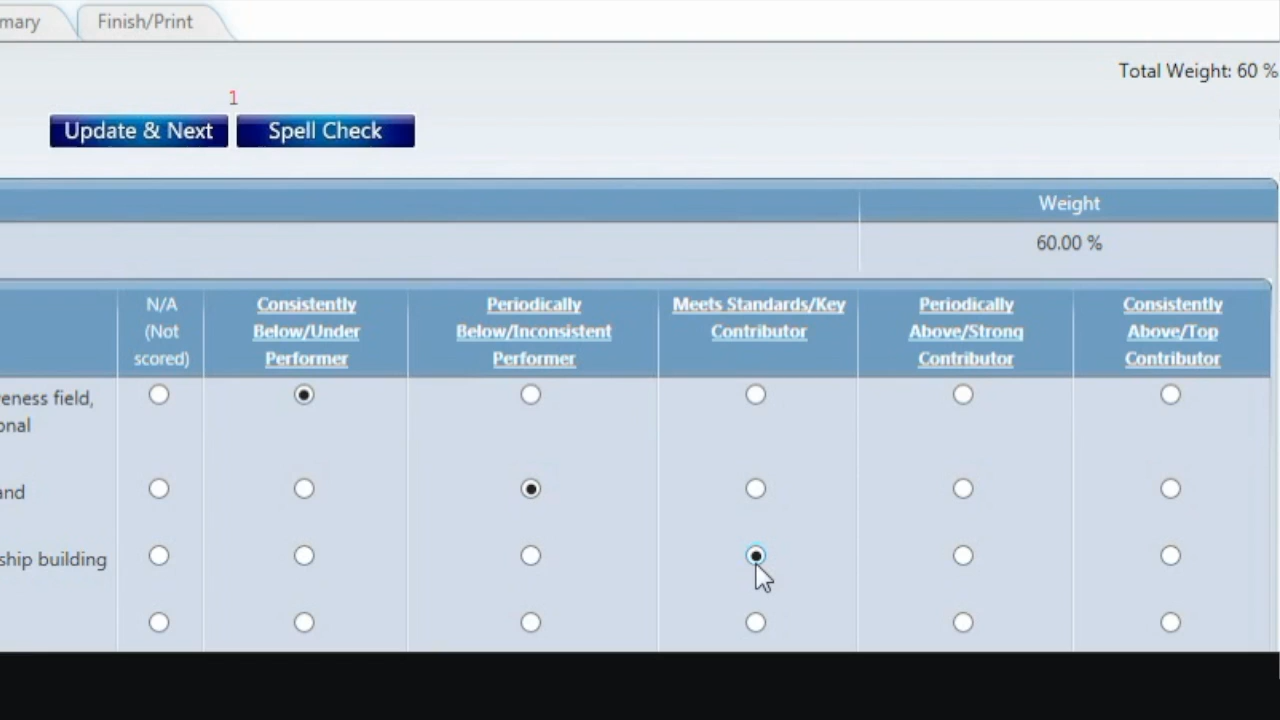 mary
Finish/Print
Total Weight: 60 %
1
Update & Next
Spell Check
Weight
60.00 %
N/A
(Not
scored)
Consistently
Below/Under
Performer
Periodically
Below/Inconsistent
Performer
Meets Standards/Key
Contributor
Periodically
Above/Strong
Contributor
Consistently
Above/Top
Contributor
eness field,
onal
and
ship building